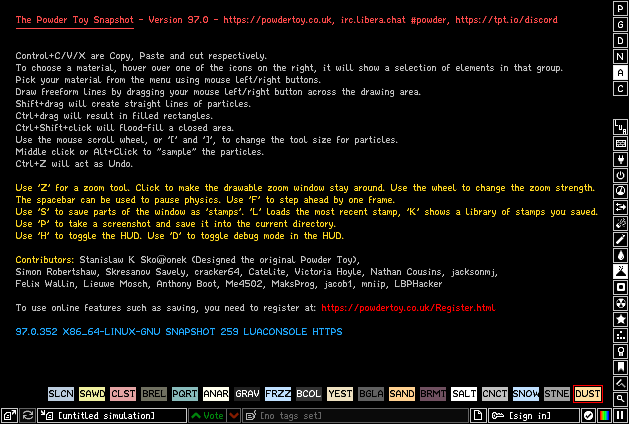 The Powder Toy Snapshot - Version 97.0 - https://powdertoy.co.uk, irc.libera.chat #powder, https://tpt.io/discord
Control+C/V/X are Copy, Paste and cut respectively.
To choose a material, hover over one of the icons on the right, it will show a selection of elements in that group.
Pick your material from the menu using mouse left/right buttons.
Draw freeform lines by dragging your mouse left/right button across the drawing area.
Shift+drag will create straight lines of particles.
Ctrl+drag will result in filled rectangles.
Ctrl+Shift+click will flood-fill a closed area.
Use the mouse scroll wheel, or '[' and ']', to change the tool size for particles.
Middle click or Alt+Click to "sample" the particles.
Ctrl+Z will act as Undo.
Use 'Z' for a zoom tool. Click to make the drawable zoom window stay around. Use the wheel to change the zoom strength.
The spacebar can be used to pause physics. Use 'F' to step ahead by one frame.
Use 'S' to save parts of the window as 'stamps'. 'L' loads the most recent stamp, 'K' shows a library of stamps you saved.
Use 'P' to take a screenshot and save it into the current directory.
Use 'H' to toggle the HUD. Use 'D' to toggle debug mode in the HUD.
Contributors: Stanislaw K Skowronek (Designed the original Powder Toy),
Simon Robertshaw, Skresanov Savely, cracker64, Catelite, Victoria Hoyle, Nathan Cousins, jacksonmj,
Felix Wallin, Lieuwe Mosch, Anthony Boot, Me4502, MaksProg, jacob1, mniip, LBPHacker
To use online features such as saving, you need to register at: https://powdertoy.co.uk/Register.html
97.0.352 X86_64-LINUX-GNU SNAPSHOT 259 LUACONSOLE HTTPS
P
G
D
N
A
C
SLCN SAWD CLST BREL PQRT ANAR GRAV FRZZ BCOL YEST BGLA SAND BRMT SALT CNCT SNOW STNE DUST
[untitled simulation] Vote [no tags set] [sign in]